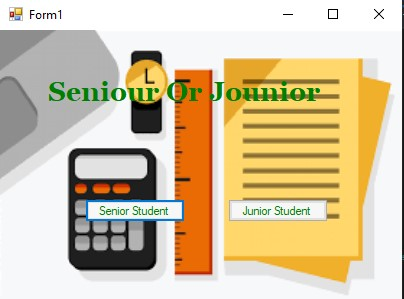 Form1
Seniour Or Jounior
Senior Student
Junior Student